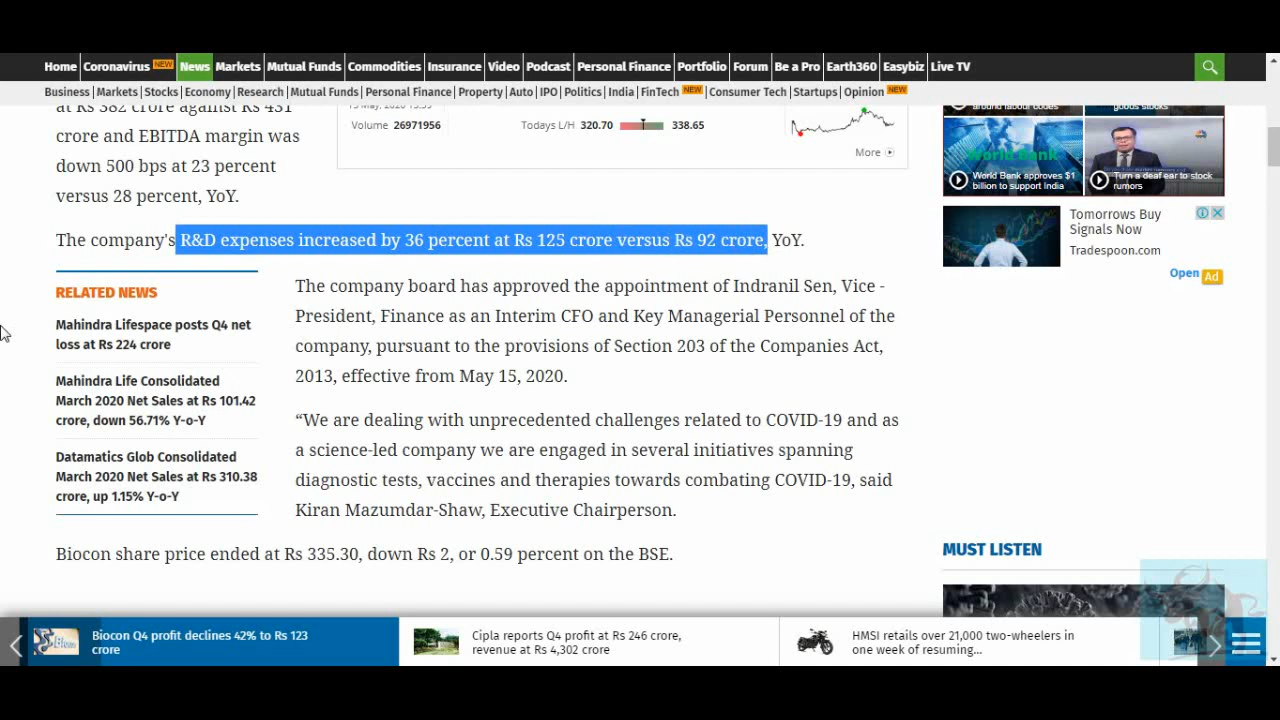 Home Coronavirus NEW News Markets Mutual Funds Commodities Insurance Video Podcast Personal Finance Portfolio Forum Be a Pro Earth360 Easybiz Live TV
Business Markets Stocks Economy Research Mutual Funds Personal Finance Property Auto IPO Politics India FinTech NEW Consumer Tech Startups Opinion NEW
at Rs 382 crore against Rs 451
crore and EBITDA margin was
down 500 bps at 23 percent
versus 28 percent, YoY.
Volume 26971956
Todays L/H 320.70 338.65
More
The company's R&D expenses increased by 36 percent at Rs 125 crore versus Rs 92 crore, YoY.
RELATED NEWS
Mahindra Lifespace posts Q4 net
loss at Rs 224 crore
Mahindra Life Consolidated
March 2020 Net Sales at Rs 101.42
crore, down 56.71% Y-o-Y
Datamatics Glob Consolidated
March 2020 Net Sales at Rs 310.38
crore, up 1.15% Y-o-Y
The company board has approved the appointment of Indranil Sen, Vice -
President, Finance as an Interim CFO and Key Managerial Personnel of the
company, pursuant to the provisions of Section 203 of the Companies Act,
2013, effective from May 15, 2020.
“We are dealing with unprecedented challenges related to COVID-19 and as
a science-led company we are engaged in several initiatives spanning
diagnostic tests, vaccines and therapies towards combating COVID-19, said
Kiran Mazumdar-Shaw, Executive Chairperson.
Biocon share price ended at Rs 335.30, down Rs 2, or 0.59 percent on the BSE.
around labour codes
goods stocks
World Bank
World Bank approves $1
billion to support India
Turn a deaf ear to stock
rumors
Tomorrows Buy
Signals Now
Tradespoon.com
Open Ad
MUST LISTEN
Biocon Q4 profit declines 42% to Rs 123
crore
Cipla reports Q4 profit at Rs 246 crore,
revenue at Rs 4,302 crore
HMSI retails over 21,000 two-wheelers in
one week of resuming...